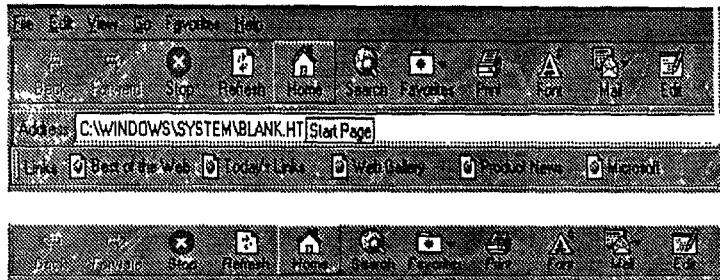 File Edit View Go Favorites Help
Back Forward Stop Refresh Home Search Favorites Print Font Mail Edit
Address C:\WINDOWS\SYSTEM\BLANK.HT Start Page
Links Best of the Web Today's Links Web Gallery Product News Microsoft
Back Forward Stop Refresh Home Search Favorites Print Font Mail Edit